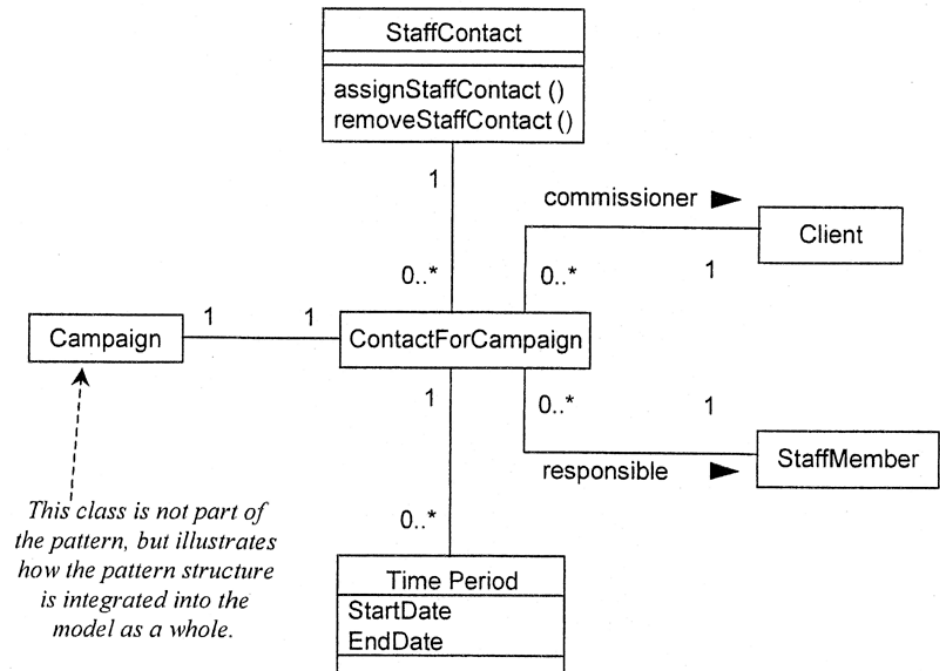 StaffContact
assignStaffContact ()
removeStaffContact ()
1
commissioner
Client
0..*
0..*
1
1
1
Campaign
ContactForCampaign
1
0..*
1
StaffMember
responsible
This class is not part of
the pattern, but illustrates
how the pattern structure
is integrated into the
model as a whole.
0..*
Time Period
StartDate
EndDate